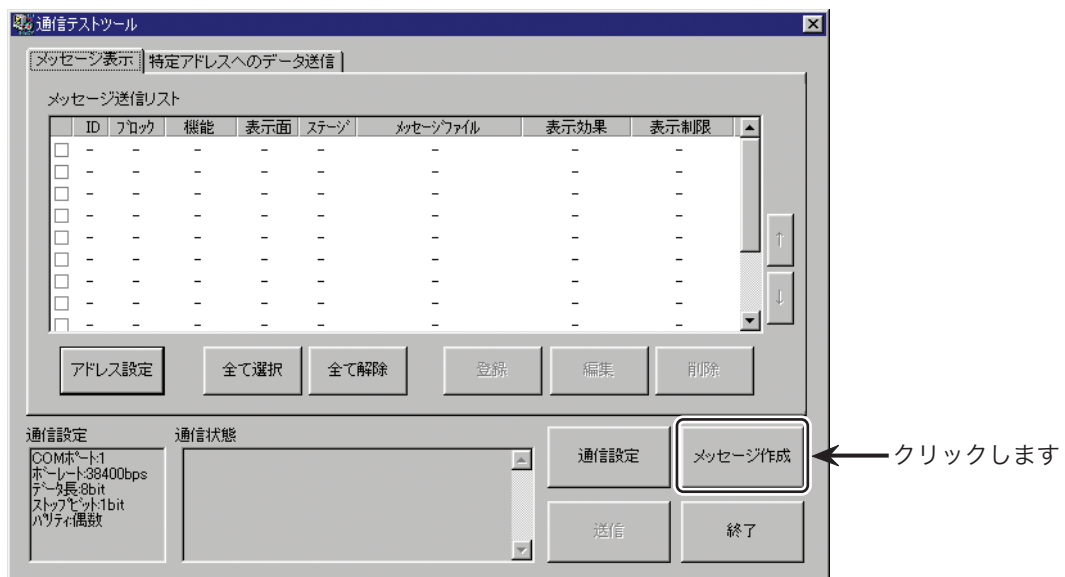 通信テストツール
メッセージ表示 特定アドレスへのデータ送信
メッセージ送信リスト
ID ﾌﾞﾛｯｸ 機能 表示面 ｽﾃｰｼﾞ ﾒｯｾｰｼﾞﾌｧｲﾙ 表示効果 表示制限
- - - - - - - -
- - - - - - - -
- - - - - - - -
- - - - - - - -
- - - - - - - -
- - - - - - - -
- - - - - - - -
- - - - - - - -
- - - - - - - -
↑
↓
アドレス設定 全て選択 全て解除 登録 編集 削除
通信設定 通信状態
COMﾎﾟｰﾄ:1
ﾎﾞｰﾚｰﾄ:38400bps
ﾃﾞｰﾀ長:8bit
ｽﾄｯﾌﾟﾋﾞｯﾄ:1bit
ﾊﾟﾘﾃｨ:偶数
通信設定 メッセージ作成 クリックします
送信 終了